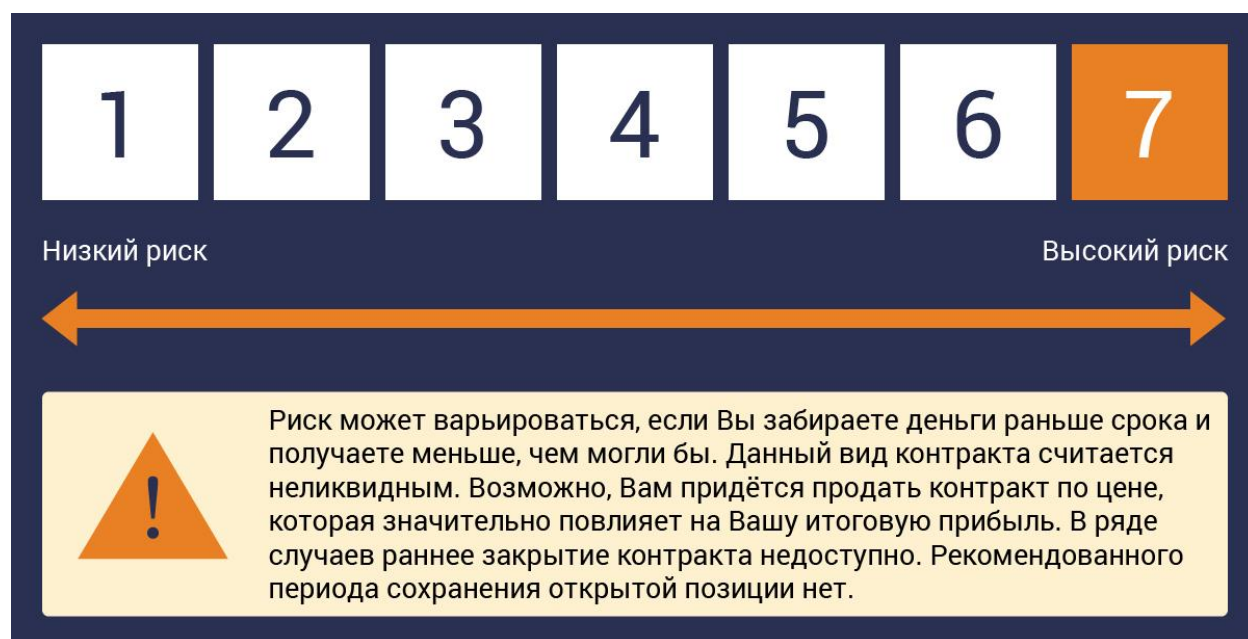 1 2 3 4 5 6 7
Низкий риск Высокий риск
!
Риск может варьироваться, если Вы забираете деньги раньше срока и
получаете меньше, чем могли бы. Данный вид контракта считается
неликвидным. Возможно, Вам придётся продать контракт по цене,
которая значительно повлияет на Вашу итоговую прибыль. В ряде
случаев раннее закрытие контракта недоступно. Рекомендованного
периода сохранения открытой позиции нет.